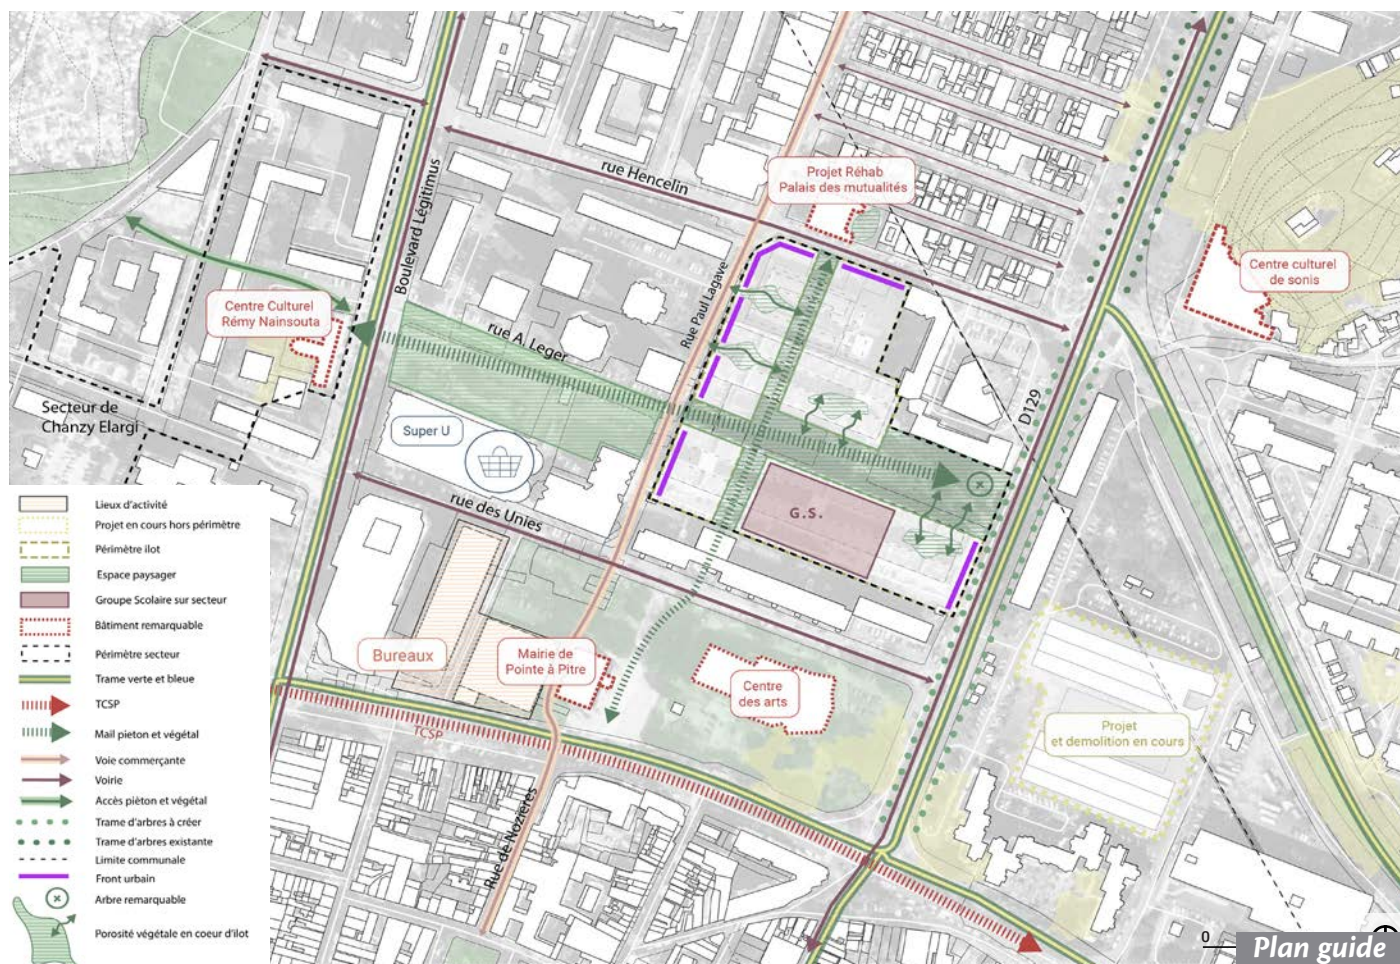 rue Hencelin
Projet Réhab
Palais des mutualités
Boulevard Légitimus
Centre culturel
de sonis
Centre Culturel
Rémy Nainsouta
Rue Paul Lagave
rue A. Leger
D129
Secteur de
Chanzy Elargi
Super U
rue des Unies
G.S.
Bureaux
Mairie de
Pointe à Pitre
Centre
des arts
Projet
et demolition en cours
TCSP
Rue de Nozières
Lieux d'activité
Projet en cours hors périmètre
Périmètre ilot
Espace paysager
Groupe Scolaire sur secteur
Bâtiment remarquable
Périmètre secteur
Trame verte et bleue
TCSP
Mail pieton et végétal
Voie commerçante
Voirie
Accès pièton et végétal
Trame d'arbres à créer
Trame d'arbres existante
Limite communale
Front urbain
Arbre remarquable
Porosité végétale en coeur d'ilot
0
Plan guide